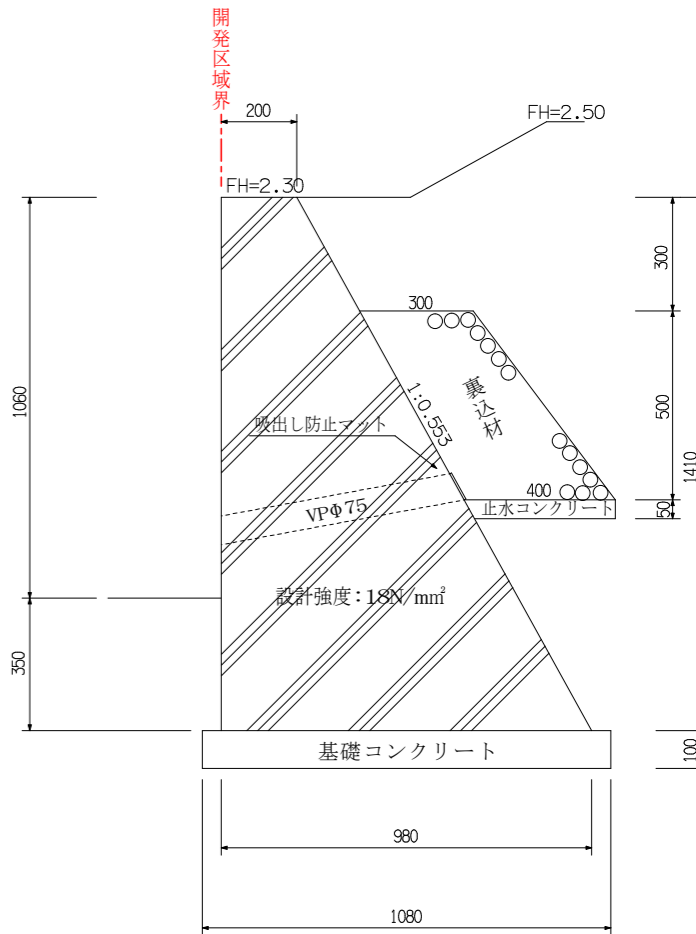 開発区域界
200
FH=2.50
FH=2.30
300
300
1060
1:0.553
裏込材
500
1410
吸出し防止マット
400
VPΦ75
止水コンクリート
50
設計強度:18N/mm²
350
基礎コンクリート
100
980
1080